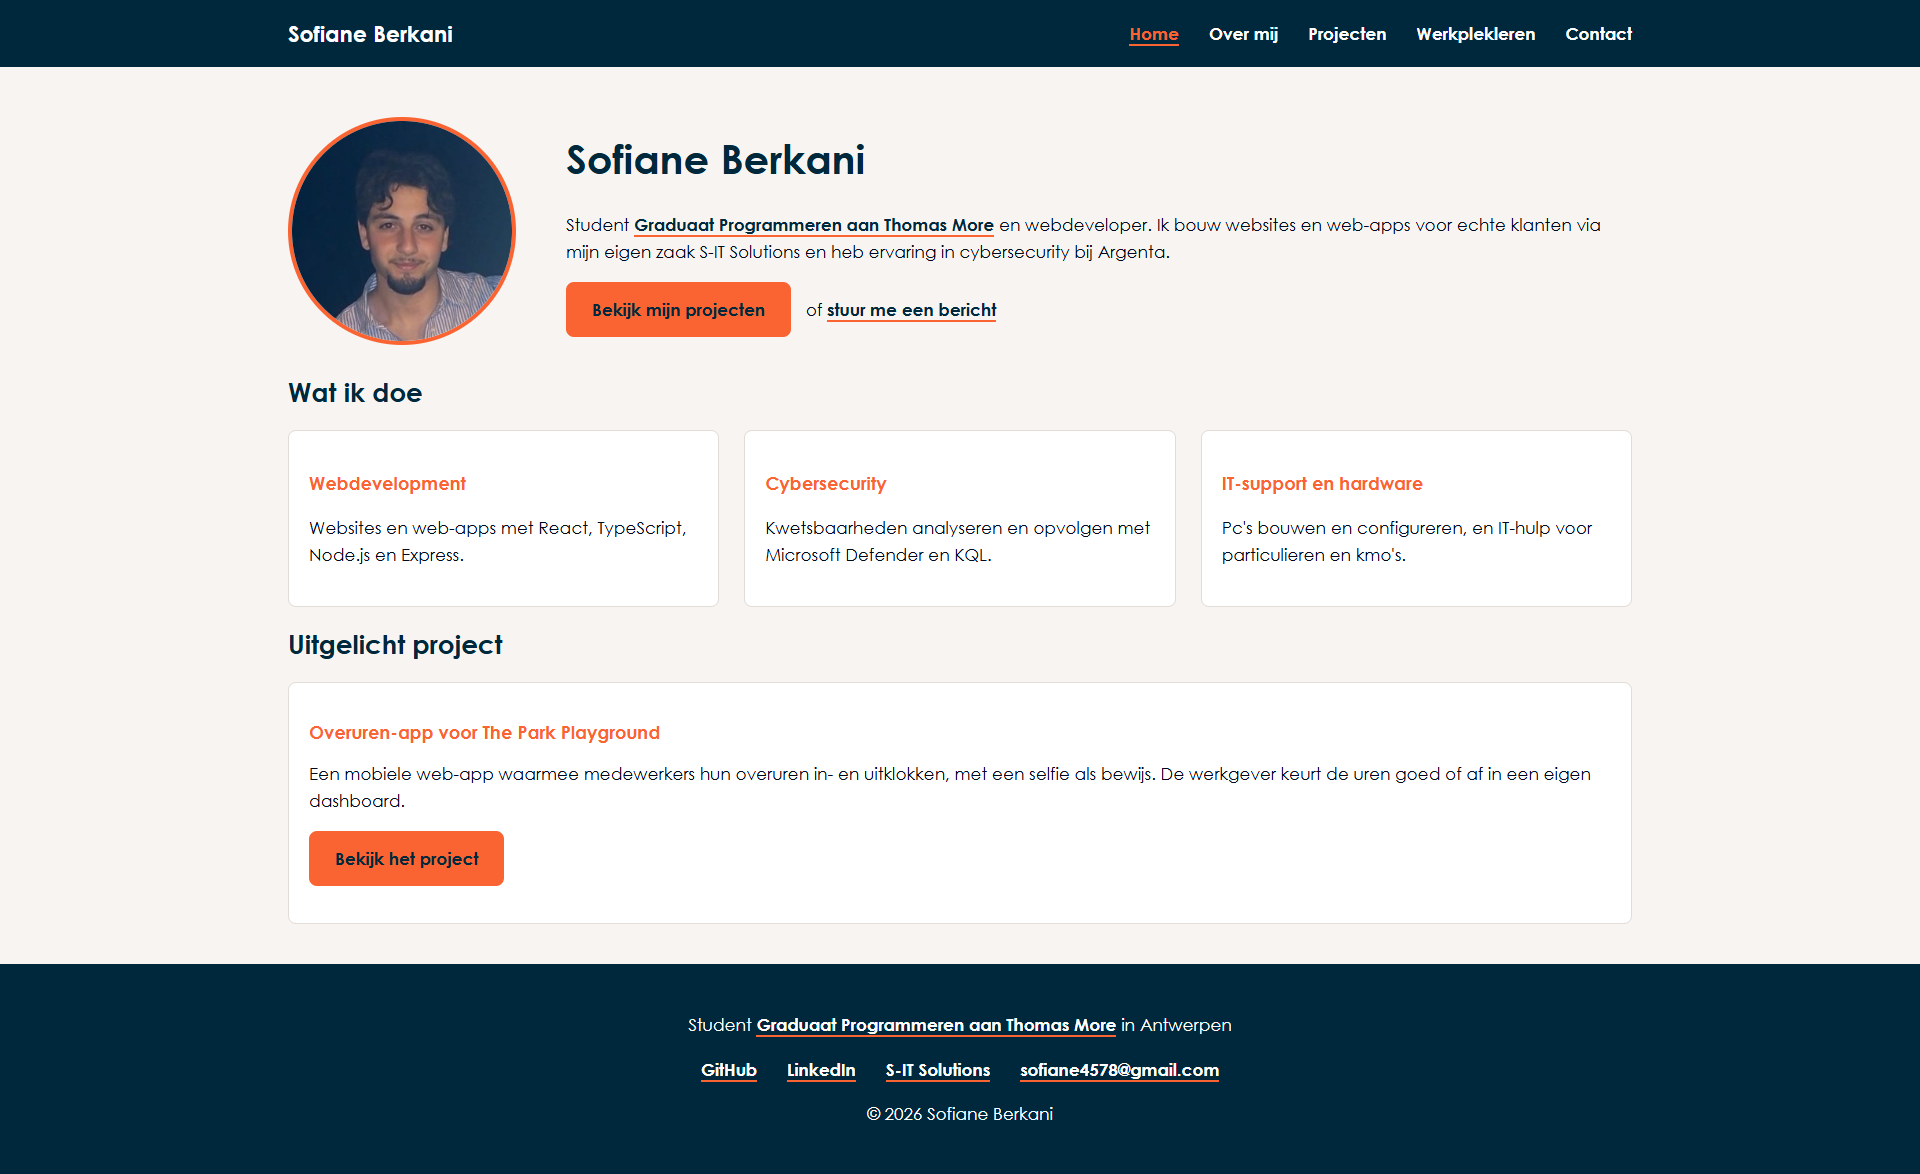 Sofiane Berkani
Home Over mij Projecten Werkplekleren Contact
Sofiane Berkani
Student Graduaat Programmeren aan Thomas More en webdeveloper. Ik bouw websites en web-apps voor echte klanten via
mijn eigen zaak S-IT Solutions en heb ervaring in cybersecurity bij Argenta.
Bekijk mijn projecten of stuur me een bericht
Wat ik doe
Webdevelopment
Websites en web-apps met React, TypeScript,
Node.js en Express.
Cybersecurity
Kwetsbaarheden analyseren en opvolgen met
Microsoft Defender en KQL.
IT-support en hardware
Pc's bouwen en configureren, en IT-hulp voor
particulieren en kmo's.
Uitgelicht project
Overuren-app voor The Park Playground
Een mobiele web-app waarmee medewerkers hun overuren in- en uitklokken, met een selfie als bewijs. De werkgever keurt de uren goed of af in een eigen
dashboard.
Bekijk het project
Student Graduaat Programmeren aan Thomas More in Antwerpen
GitHub LinkedIn S-IT Solutions sofiane4578@gmail.com
© 2026 Sofiane Berkani